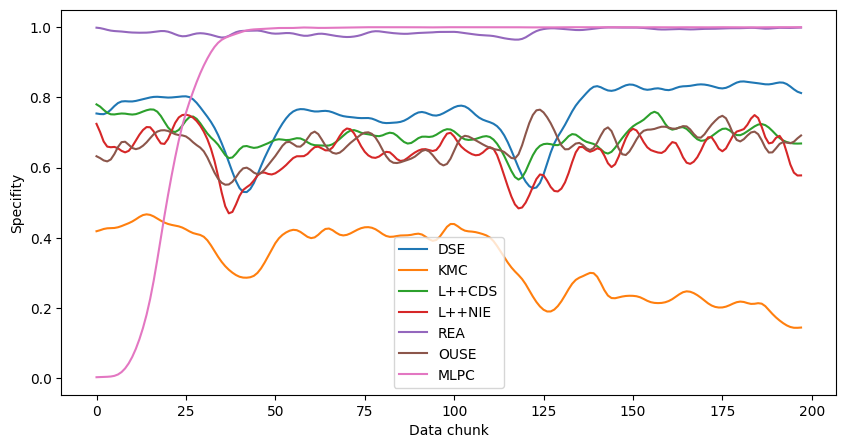 1.0
0.8
0.6
0.4
0.2
0.0
Specifity
0
25
50
75
100
125
150
175
200
Data chunk
DSE
KMC
L++CDS
L++NIE
REA
OUSE
MLPC